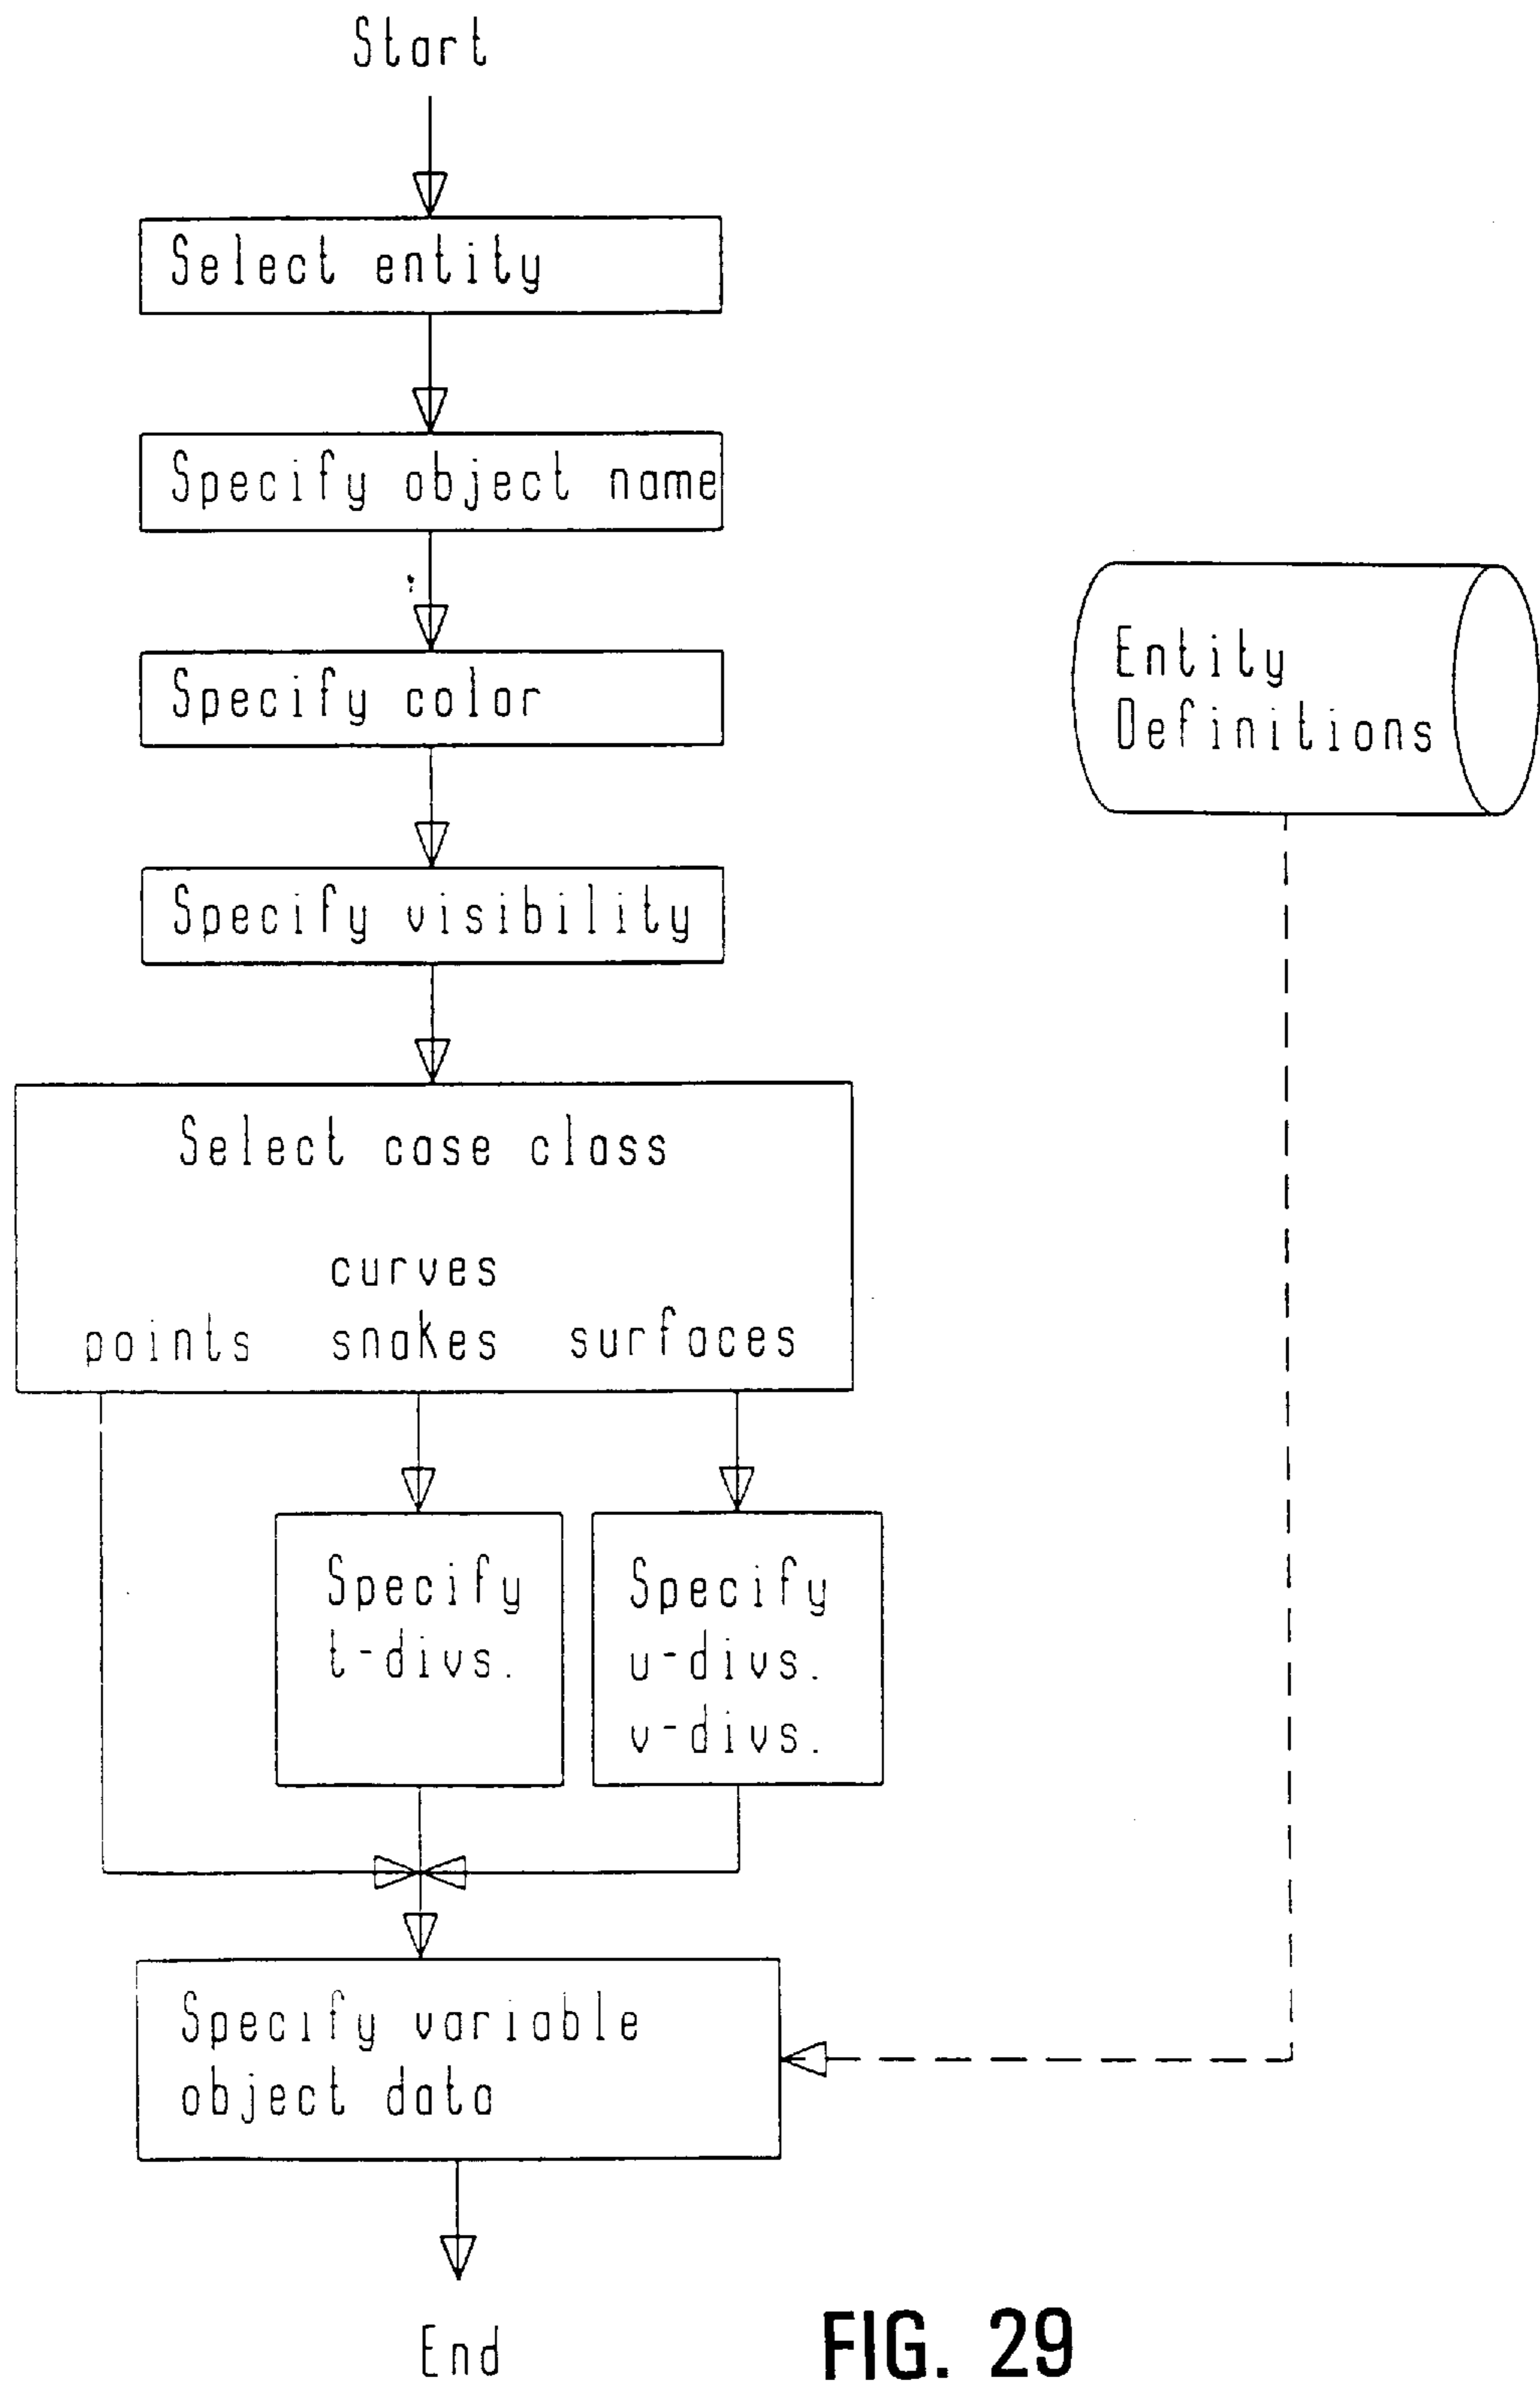 Start
Select entity
Specify object name
Specify color
Entity
Definitions
Specify visibility
Select case class
curves
points snakes surfaces
Specify
t-divs.
Specify
u-divs.
v-divs.
Specify variable
object data
End
FIG. 29